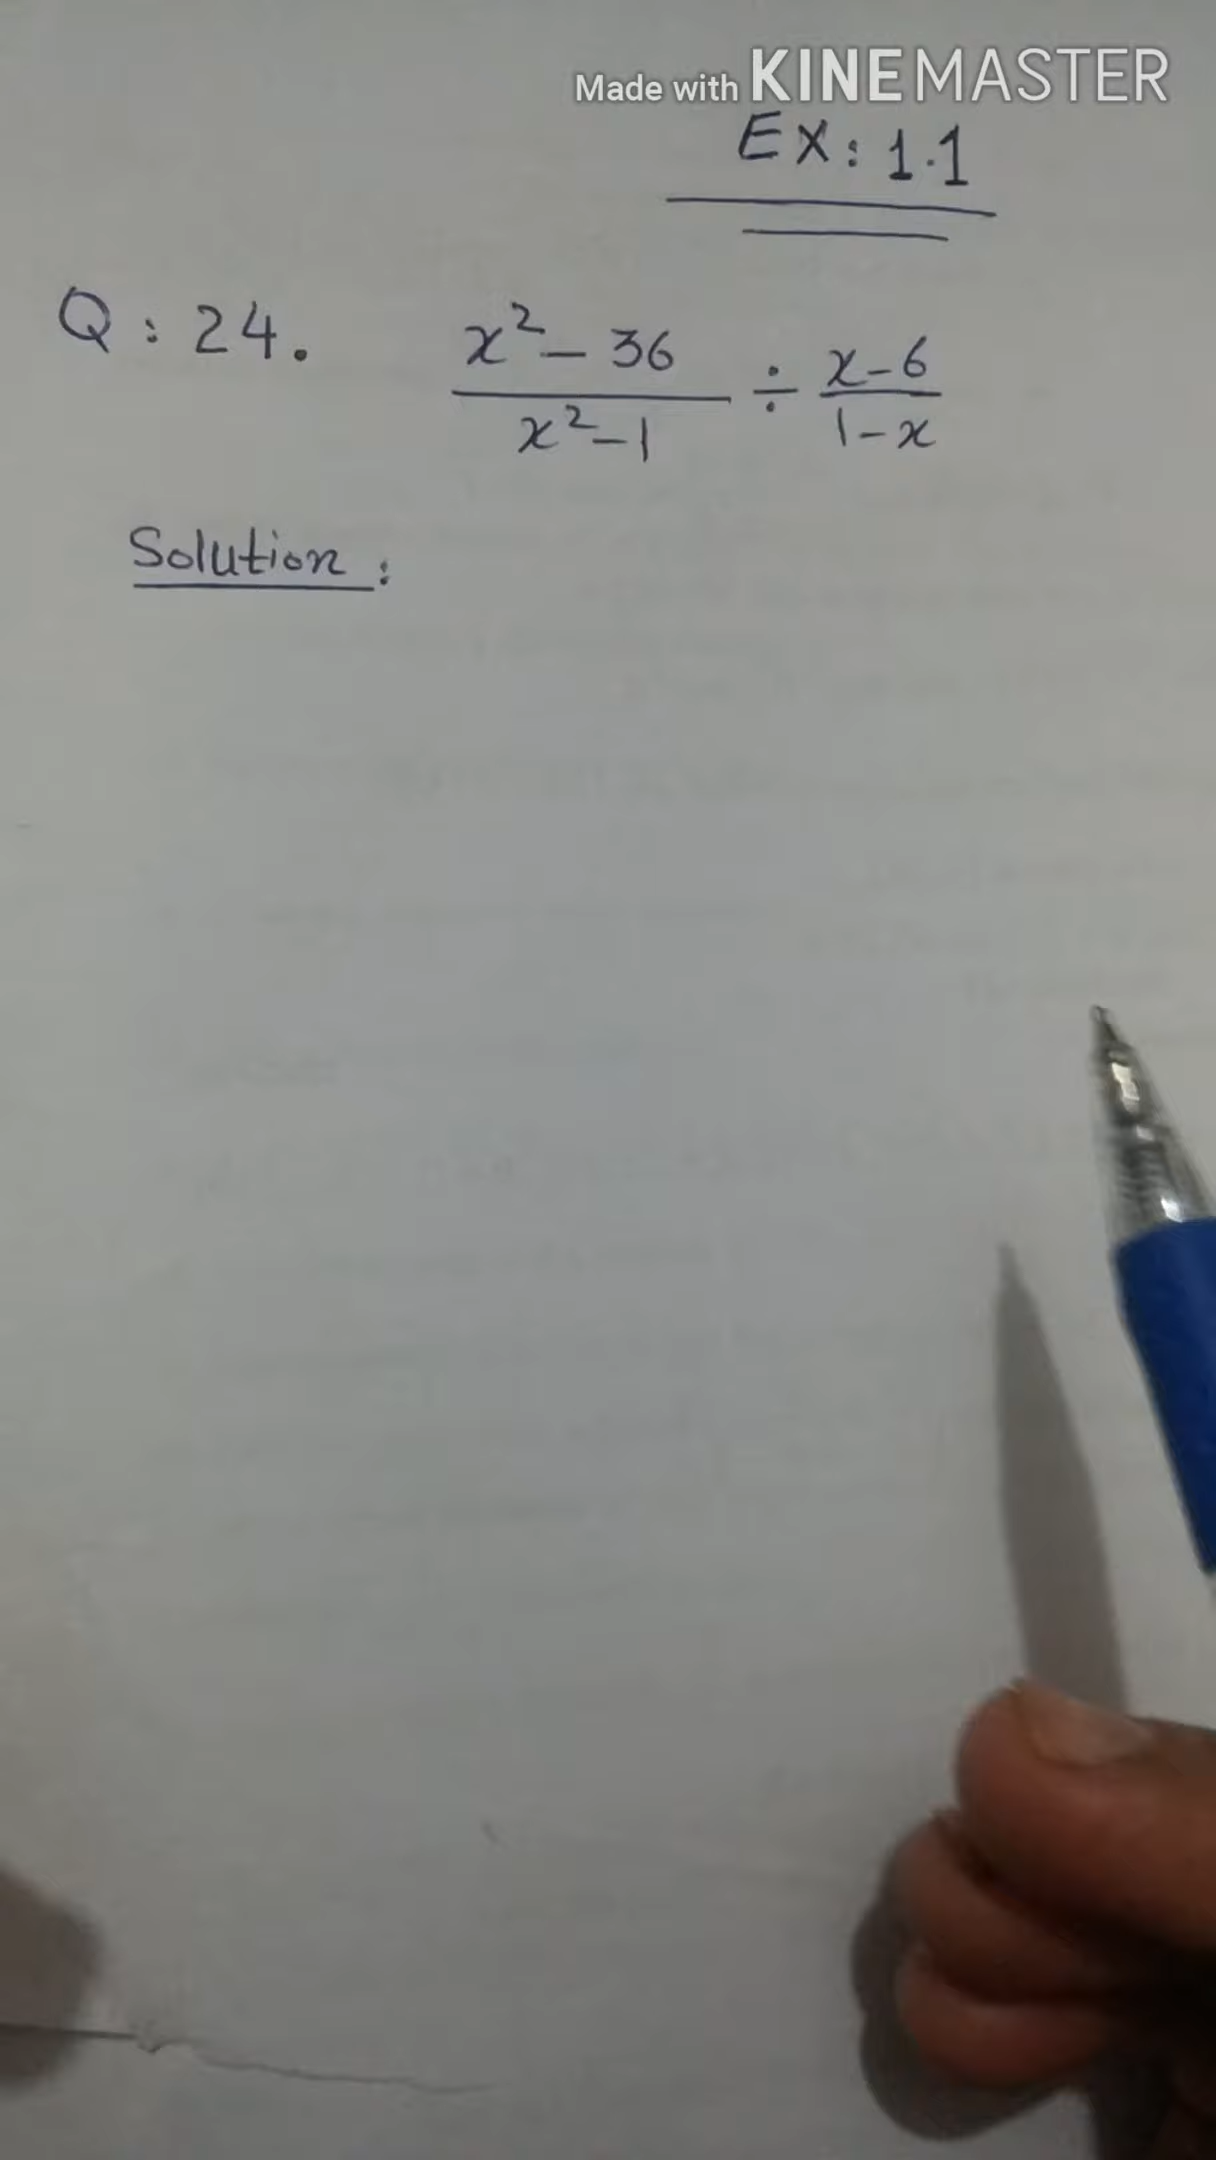 Made with KINEMASTER
EX: 1.1
Q: 24. x² - 36 / x² - 1 ÷ x - 6 / 1 - x
Solution: